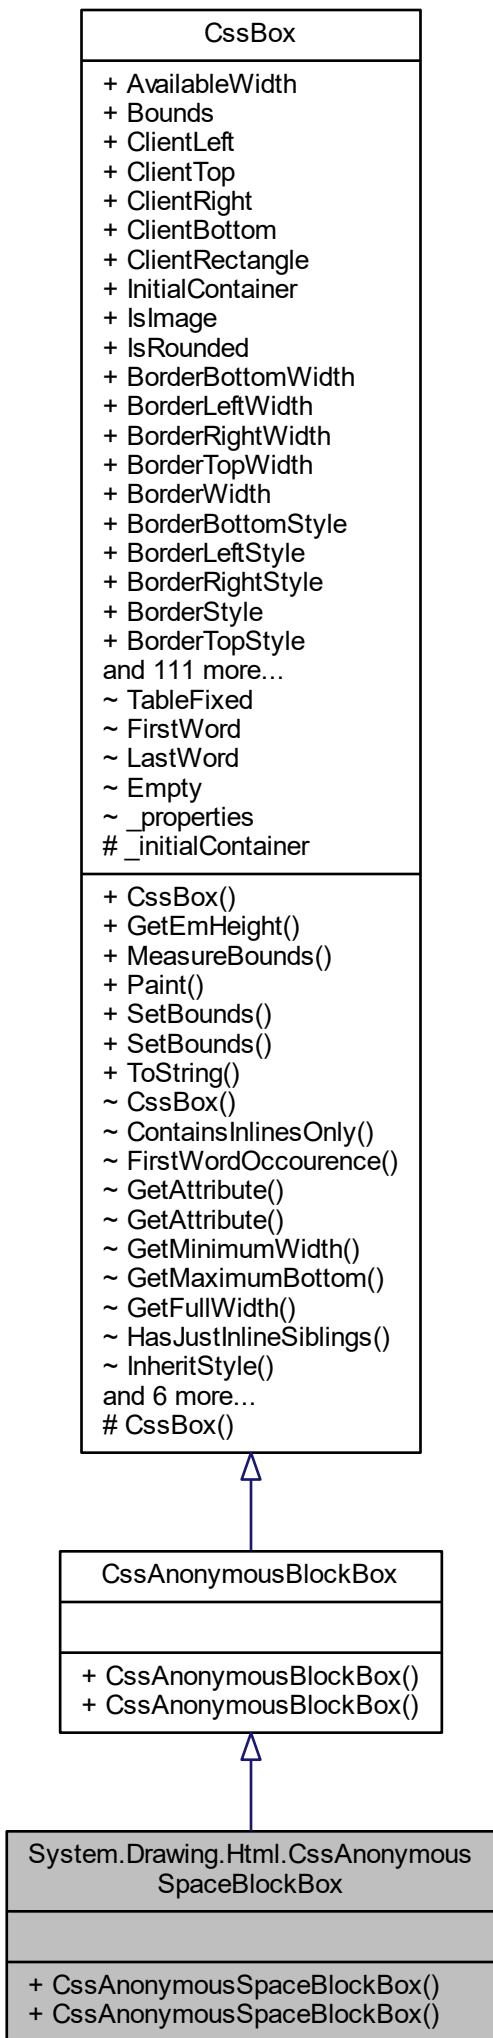 CssBox
+ AvailableWidth
+ Bounds
+ ClientLeft
+ ClientTop
+ ClientRight
+ ClientBottom
+ ClientRectangle
+ InitialContainer
+ IsImage
+ IsRounded
+ BorderBottomWidth
+ BorderLeftWidth
+ BorderRightWidth
+ BorderTopWidth
+ BorderWidth
+ BorderBottomStyle
+ BorderLeftStyle
+ BorderRightStyle
+ BorderStyle
+ BorderTopStyle
and 111 more...
~ TableFixed
~ FirstWord
~ LastWord
~ Empty
~ _properties
# _initialContainer
+ CssBox()
+ GetEmHeight()
+ MeasureBounds()
+ Paint()
+ SetBounds()
+ SetBounds()
+ ToString()
~ CssBox()
~ ContainsInlinesOnly()
~ FirstWordOccourence()
~ GetAttribute()
~ GetAttribute()
~ GetMinimumWidth()
~ GetMaximumBottom()
~ GetFullWidth()
~ HasJustInlineSiblings()
~ InheritStyle()
and 6 more...
# CssBox()
CssAnonymousBlockBox
+ CssAnonymousBlockBox()
+ CssAnonymousBlockBox()
System.Drawing.Html.CssAnonymous
SpaceBlockBox
+ CssAnonymousSpaceBlockBox()
+ CssAnonymousSpaceBlockBox()